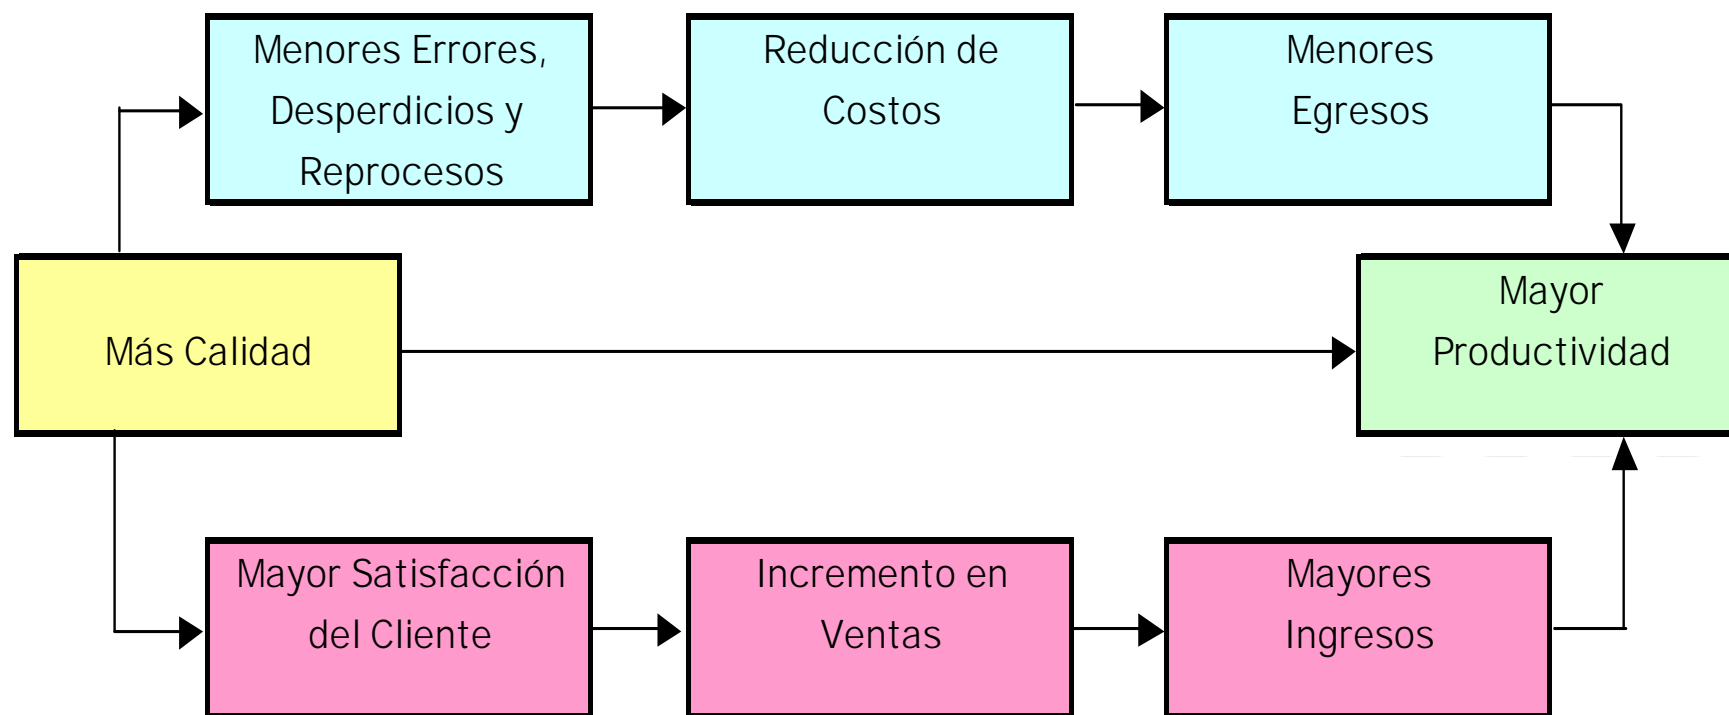 Menores Errores,
Desperdicios y
Reprocesos
Reducción de
Costos
Menores
Egresos
Más Calidad
Mayor
Productividad
Mayor Satisfacción
del Cliente
Incremento en
Ventas
Mayores
Ingresos